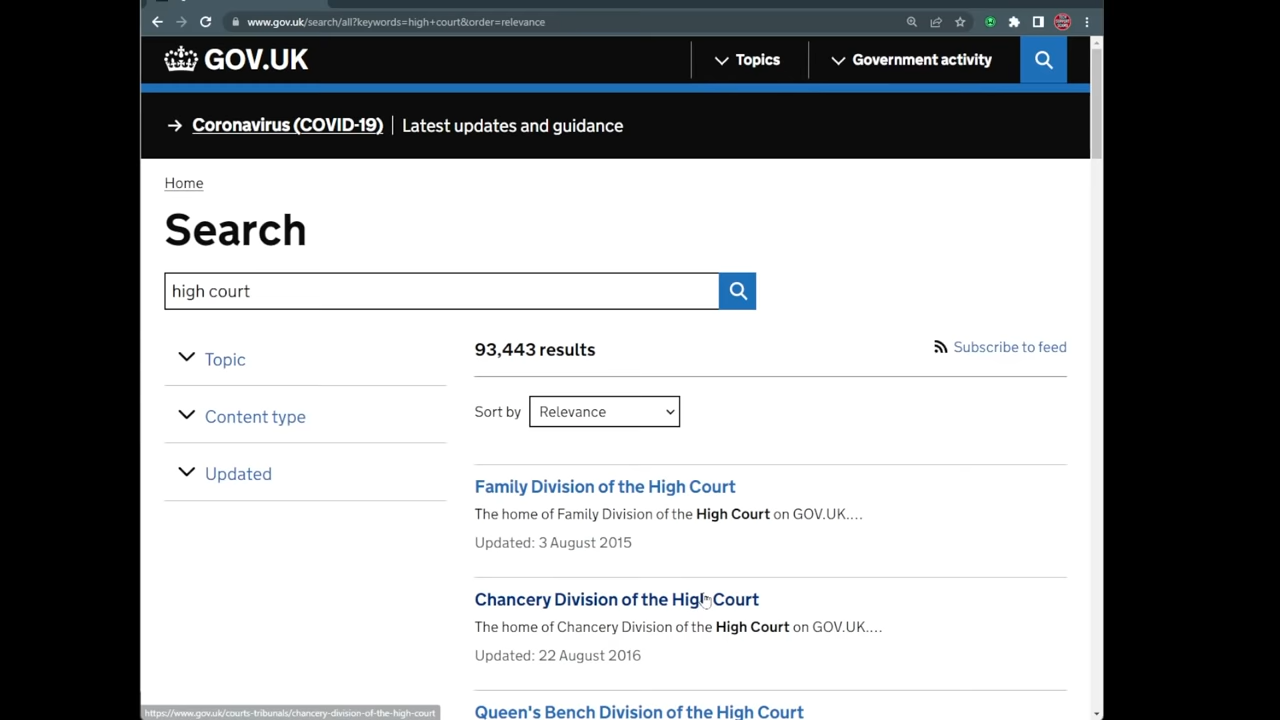 www.gov.uk/search/all?keywords=high+court&order=relevance
GOV.UK
Topics
Government activity
Coronavirus (COVID-19) | Latest updates and guidance
Home
Search
high court
Topic
Content type
Updated
93,443 results
Subscribe to feed
Sort by Relevance
Family Division of the High Court
The home of Family Division of the High Court on GOV.UK.…
Updated: 3 August 2015
Chancery Division of the High Court
The home of Chancery Division of the High Court on GOV.UK.…
Updated: 22 August 2016
Queen's Bench Division of the High Court
https://www.gov.uk/courts-tribunals/chancery-division-of-the-high-court